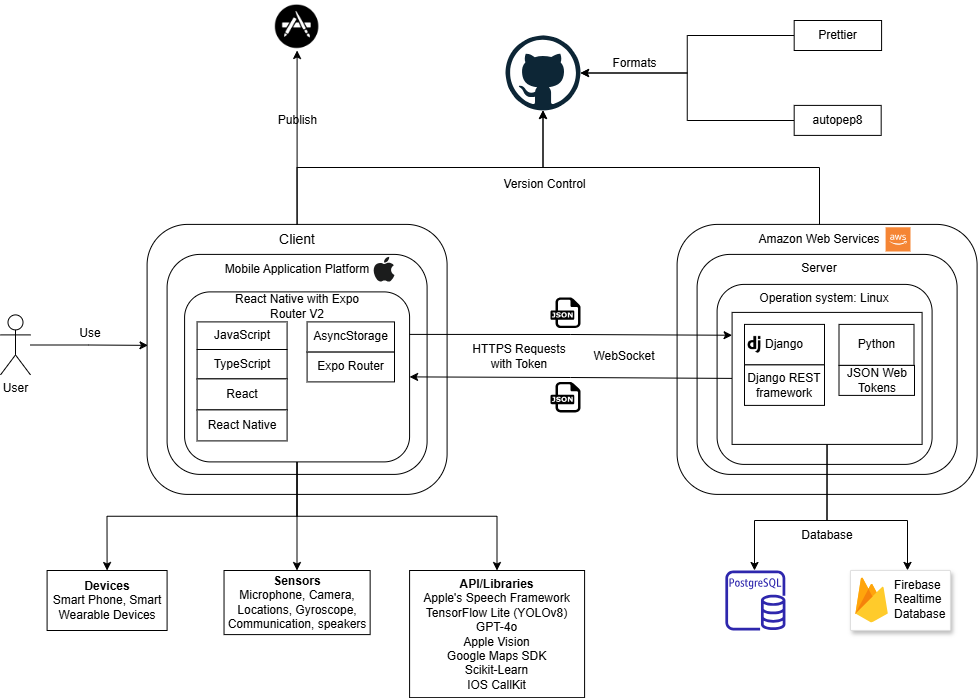 Prettier
Formats
autopep8
Publish
Version Control
Client
Mobile Application Platform
React Native with Expo
Router V2
JavaScript
TypeScript
React
React Native
AsyncStorage
Expo Router
Use
User
JSON
HTTPS Requests
with Token
WebSocket
JSON
Amazon Web Services
aws
Server
Operation system: Linux
dj Django
Django REST
framework
Python
JSON Web
Tokens
Devices
Smart Phone, Smart
Wearable Devices
Sensors
Microphone, Camera,
Locations, Gyroscope,
Communication, speakers
API/Libraries
Apple's Speech Framework
TensorFlow Lite (YOLOv8)
GPT-4o
Apple Vision
Google Maps SDK
Scikit-Learn
IOS CallKit
Database
PostgreSQL
Firebase
Realtime
Database